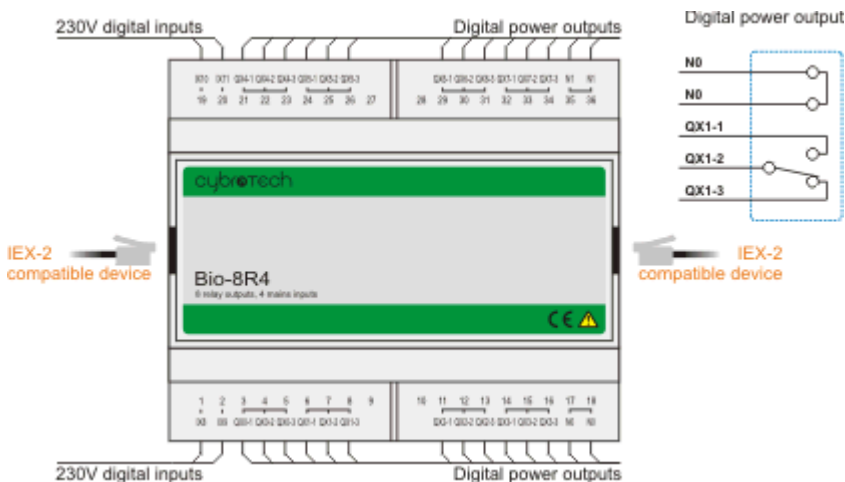 230V digital inputs
Digital power outputs
Digital power output
19 20 21 22 23 24 25 26 27
28 29 30 31 32 33 34 35 36
N1 N1
N0
N0
QX1-1
QX1-2
QX1-3
cybrotech
IEX-2
compatible device
IEX-2
compatible device
Bio-8R4
8 relay outputs, 4 mains inputs
CE
1 2 3 4 5 6 7 8 9
10 11 12 13 14 15 16 17 18
N0 N0
230V digital inputs
Digital power outputs